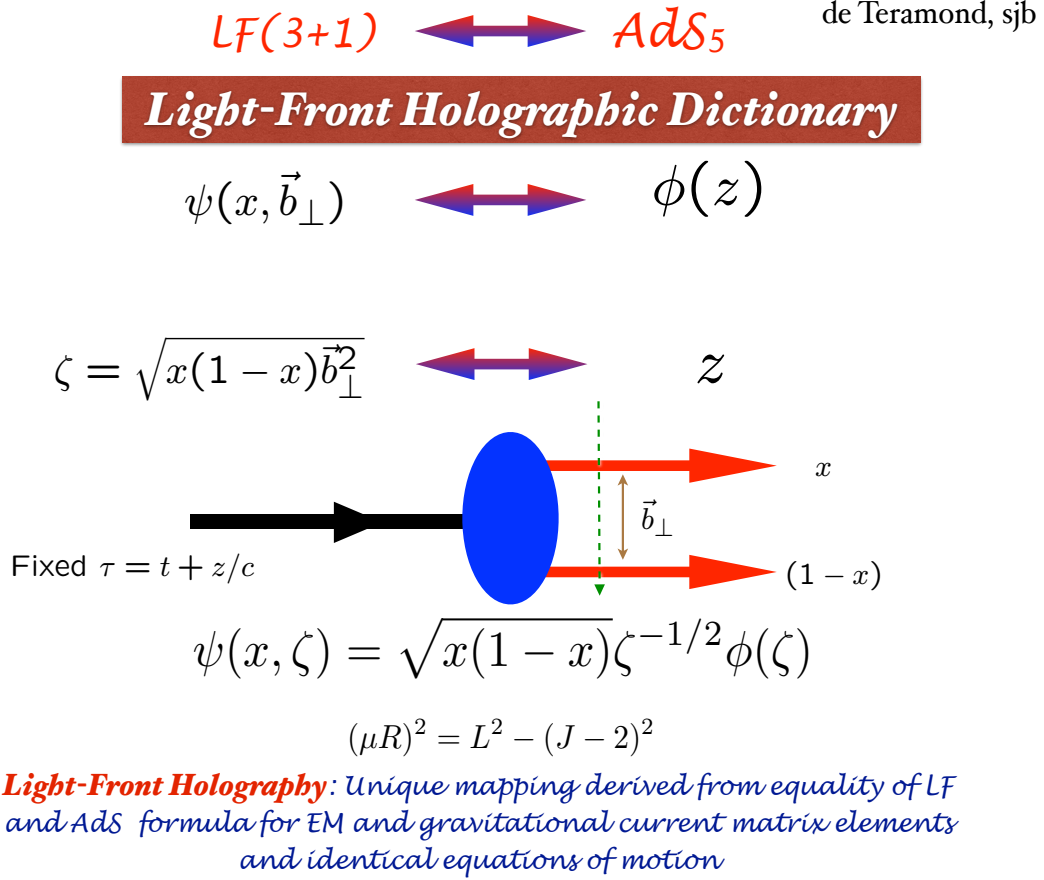 de Teramond, sjb
LF(3+1) AdS₅
Light-Front Holographic Dictionary
ψ(x, b⃗⊥) ϕ(z)
ζ = √(x(1 − x)b⃗²⊥) z
x
b⃗⊥
Fixed τ = t + z/c
(1 − x)
ψ(x, ζ) = √(x(1 − x))ζ^{−1/2}ϕ(ζ)
(μR)² = L² − (J − 2)²
Light-Front Holography: Unique mapping derived from equality of LF
and AdS formula for EM and gravitational current matrix elements
and identical equations of motion